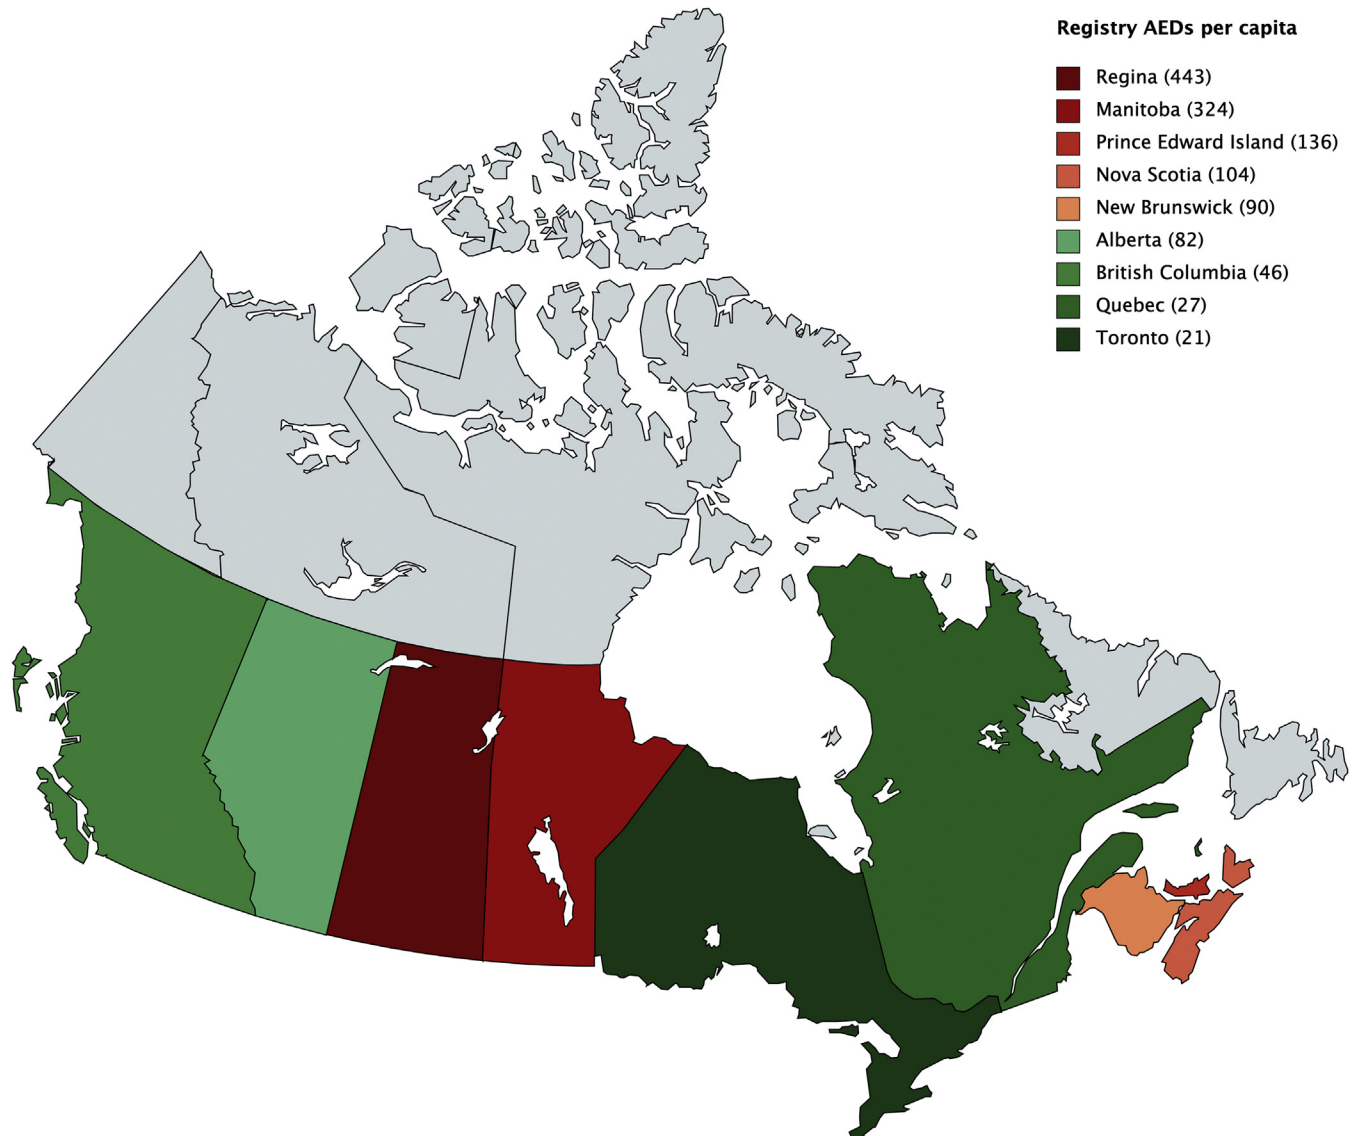 Registry AEDs per capita
Regina (443)
Manitoba (324)
Prince Edward Island (136)
Nova Scotia (104)
New Brunswick (90)
Alberta (82)
British Columbia (46)
Quebec (27)
Toronto (21)